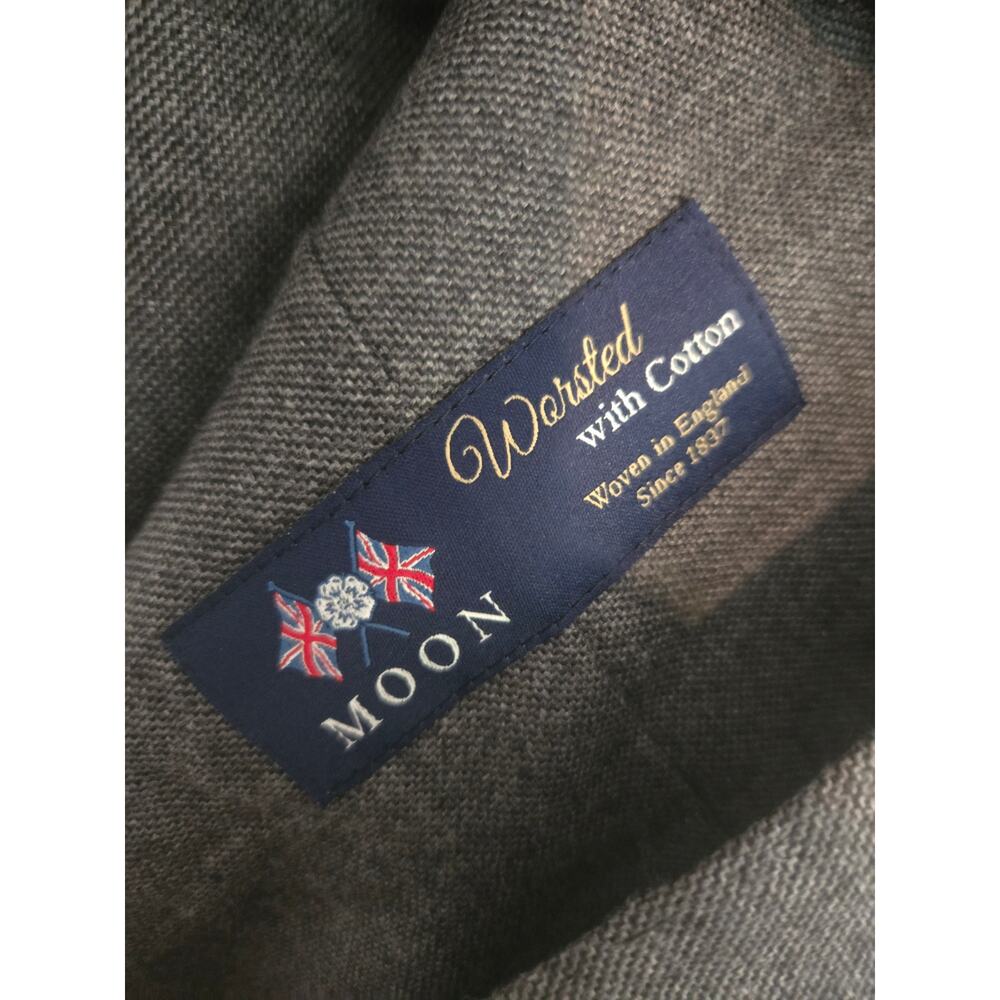 Worsted
with Cotton
Woven in England
Since 1837
MOON